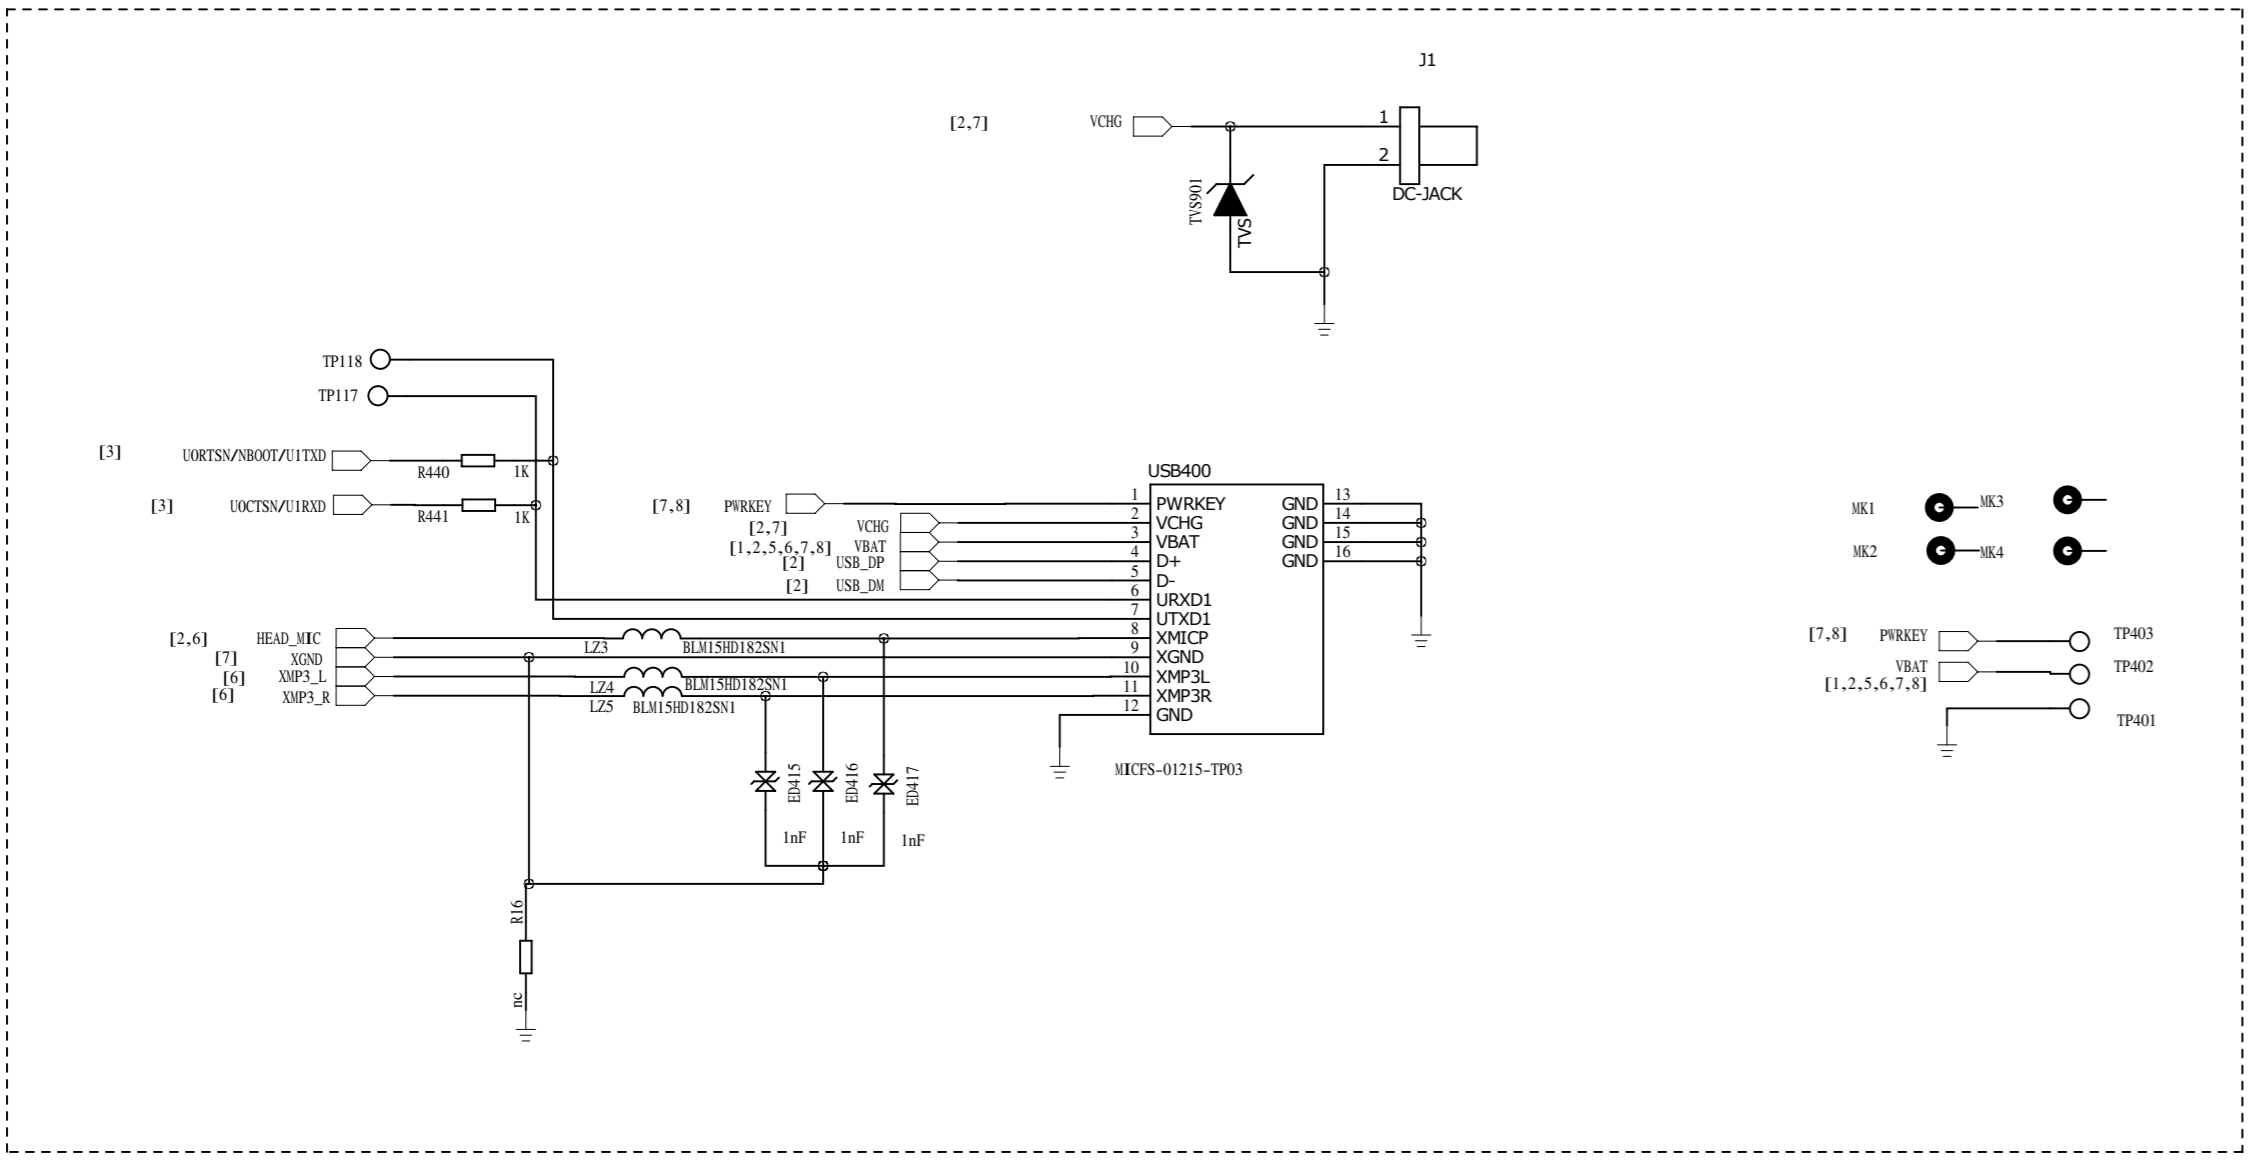 J1
[2,7] VCHG 1
2
DC-JACK
TVS901
TVS
TP118
TP117
[3] UORTSN/NBOOT/U1TXD R440 1K
[3] UOCTSN/U1RXD R441 1K
USB400
[7,8] PWRKEY 1 PWRKEY GND 13
[2,7] VCHG 2 VCHG GND 14
[1,2,5,6,7,8] VBAT 3 VBAT GND 15
[2] USB_DP 4 D+ GND 16
[2] USB_DM 5 D-
6 URXD1
7 UTXD1
[2,6] HEAD_MIC LZ3 BLM15HD182SN1 8 XMICP
[7] XGND 9 XGND
[6] XMP3_L LZ4 BLM15HD182SN1 10 XMP3L
[6] XMP3_R LZ5 BLM15HD182SN1 11 XMP3R
12 GND
MICFS-01215-TP03
ED415 ED416 ED417
1nF 1nF 1nF
R16
nc
MK1 MK3
MK2 MK4
[7,8] PWRKEY TP403
VBAT TP402
[1,2,5,6,7,8]
TP401